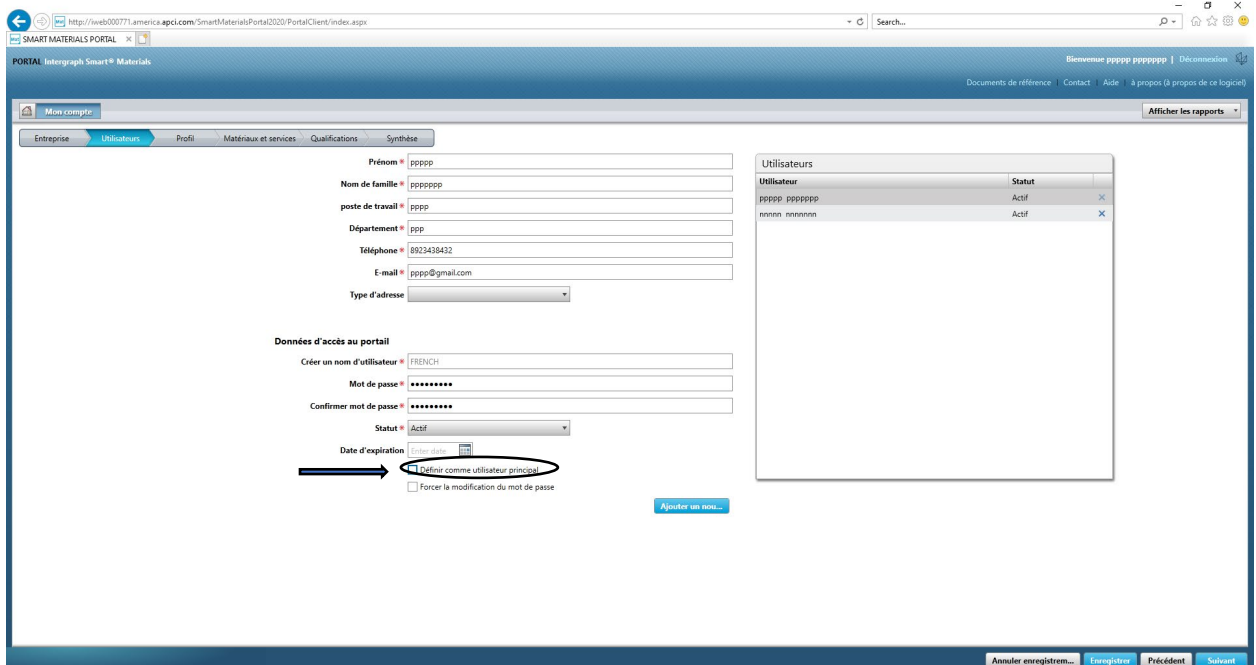 http://iweb000771.america.apci.com/SmartMaterialsPortal2020/PortalClient/index.aspx
Search...
SMART MATERIALS PORTAL
PORTAL Intergraph Smart® Materials
Bienvenue ppppp ppppppp | Déconnexion
Documents de référence | Contact | Aide | à propos (à propos de ce logiciel)
Mon compte
Afficher les rapports
Entreprise Utilisateurs Profil Matériaux et services Qualifications Synthèse
Prénom * ppppp
Nom de famille * ppppppp
poste de travail * pppp
Département * ppp
Téléphone * 8923438432
E-mail * pppp@gmail.com
Type d'adresse
Données d'accès au portail
Créer un nom d'utilisateur * FRENCH
Mot de passe * •••••••••
Confirmer mot de passe * •••••••••
Statut * Actif
Date d'expiration Enter date
Définir comme utilisateur principal
Forcer la modification du mot de passe
Ajouter un nou...
Utilisateurs
Utilisateur Statut
ppppp ppppppp Actif
nnnnn nnnnnnn Actif
Annuler enregistrem... Enregistrer Précédent Suivant